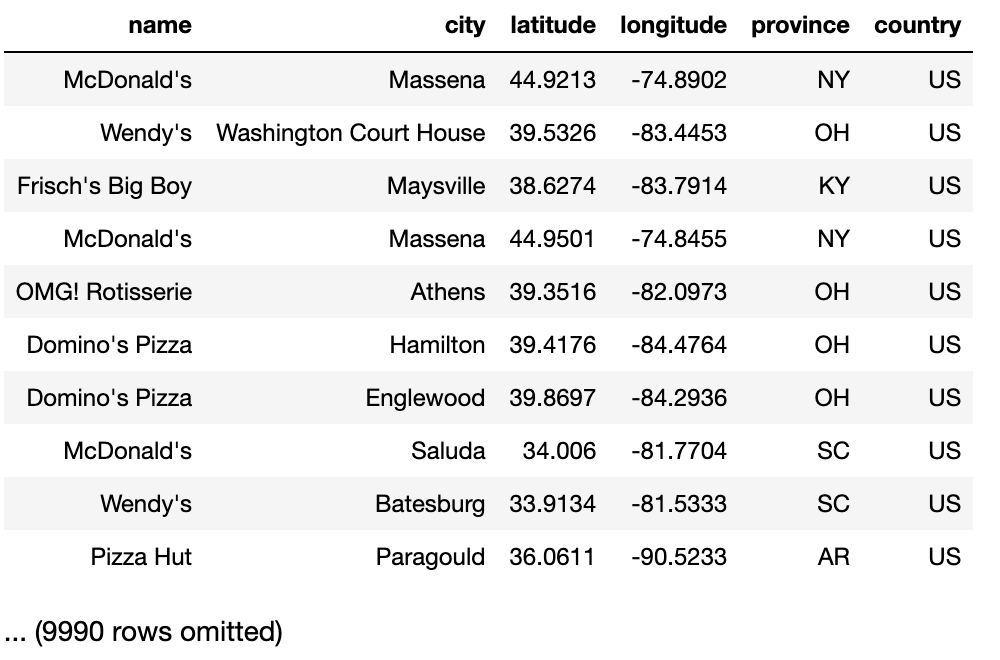 name city latitude longitude province country
McDonald's Massena 44.9213 -74.8902 NY US
Wendy's Washington Court House 39.5326 -83.4453 OH US
Frisch's Big Boy Maysville 38.6274 -83.7914 KY US
McDonald's Massena 44.9501 -74.8455 NY US
OMG! Rotisserie Athens 39.3516 -82.0973 OH US
Domino's Pizza Hamilton 39.4176 -84.4764 OH US
Domino's Pizza Englewood 39.8697 -84.2936 OH US
McDonald's Saluda 34.006 -81.7704 SC US
Wendy's Batesburg 33.9134 -81.5333 SC US
Pizza Hut Paragould 36.0611 -90.5233 AR US
... (9990 rows omitted)